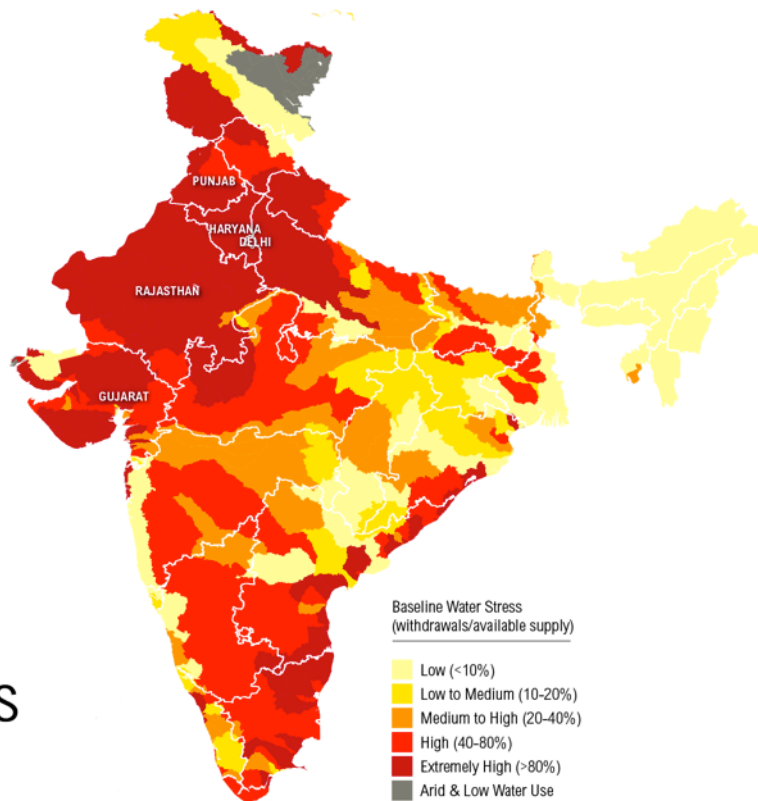 PUNJAB
HARYANA
DELHI
RAJASTHAN
GUJARAT
S
Baseline Water Stress
(withdrawals/available supply)
Low (<10%)
Low to Medium (10-20%)
Medium to High (20-40%)
High (40-80%)
Extremely High (>80%)
Arid & Low Water Use